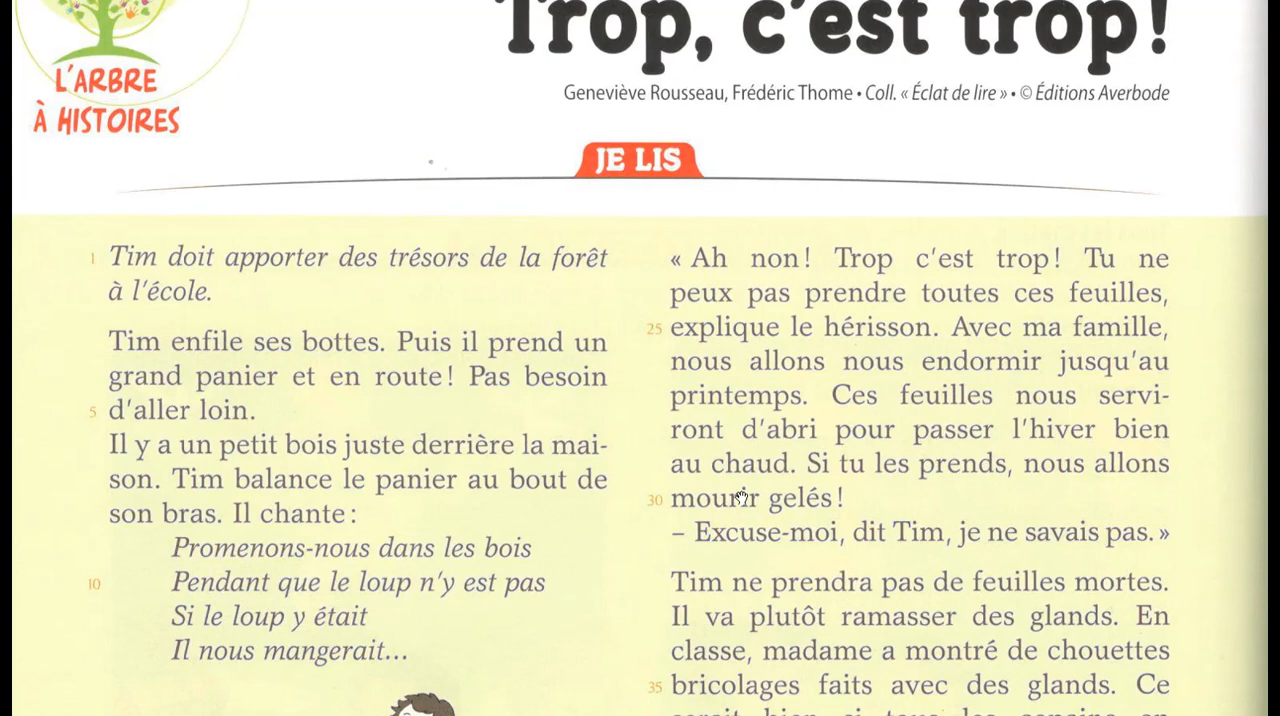 Trop, c'est trop!
L'ARBRE
À HISTOIRES
Geneviève Rousseau, Frédéric Thome • Coll. « Éclat de lire » • © Éditions Averbode
JE LIS
1 Tim doit apporter des trésors de la forêt
à l'école.
Tim enfile ses bottes. Puis il prend un
grand panier et en route! Pas besoin
5 d'aller loin.
Il y a un petit bois juste derrière la mai-
son. Tim balance le panier au bout de
son bras. Il chante:
Promenons-nous dans les bois
10 Pendant que le loup n'y est pas
Si le loup y était
Il nous mangerait…
« Ah non! Trop c'est trop! Tu ne
peux pas prendre toutes ces feuilles,
25 explique le hérisson. Avec ma famille,
nous allons nous endormir jusqu'au
printemps. Ces feuilles nous servi-
ront d'abri pour passer l'hiver bien
au chaud. Si tu les prends, nous allons
30 mourir gelés!
– Excuse-moi, dit Tim, je ne savais pas. »
Tim ne prendra pas de feuilles mortes.
Il va plutôt ramasser des glands. En
classe, madame a montré de chouettes
35 bricolages faits avec des glands. Ce